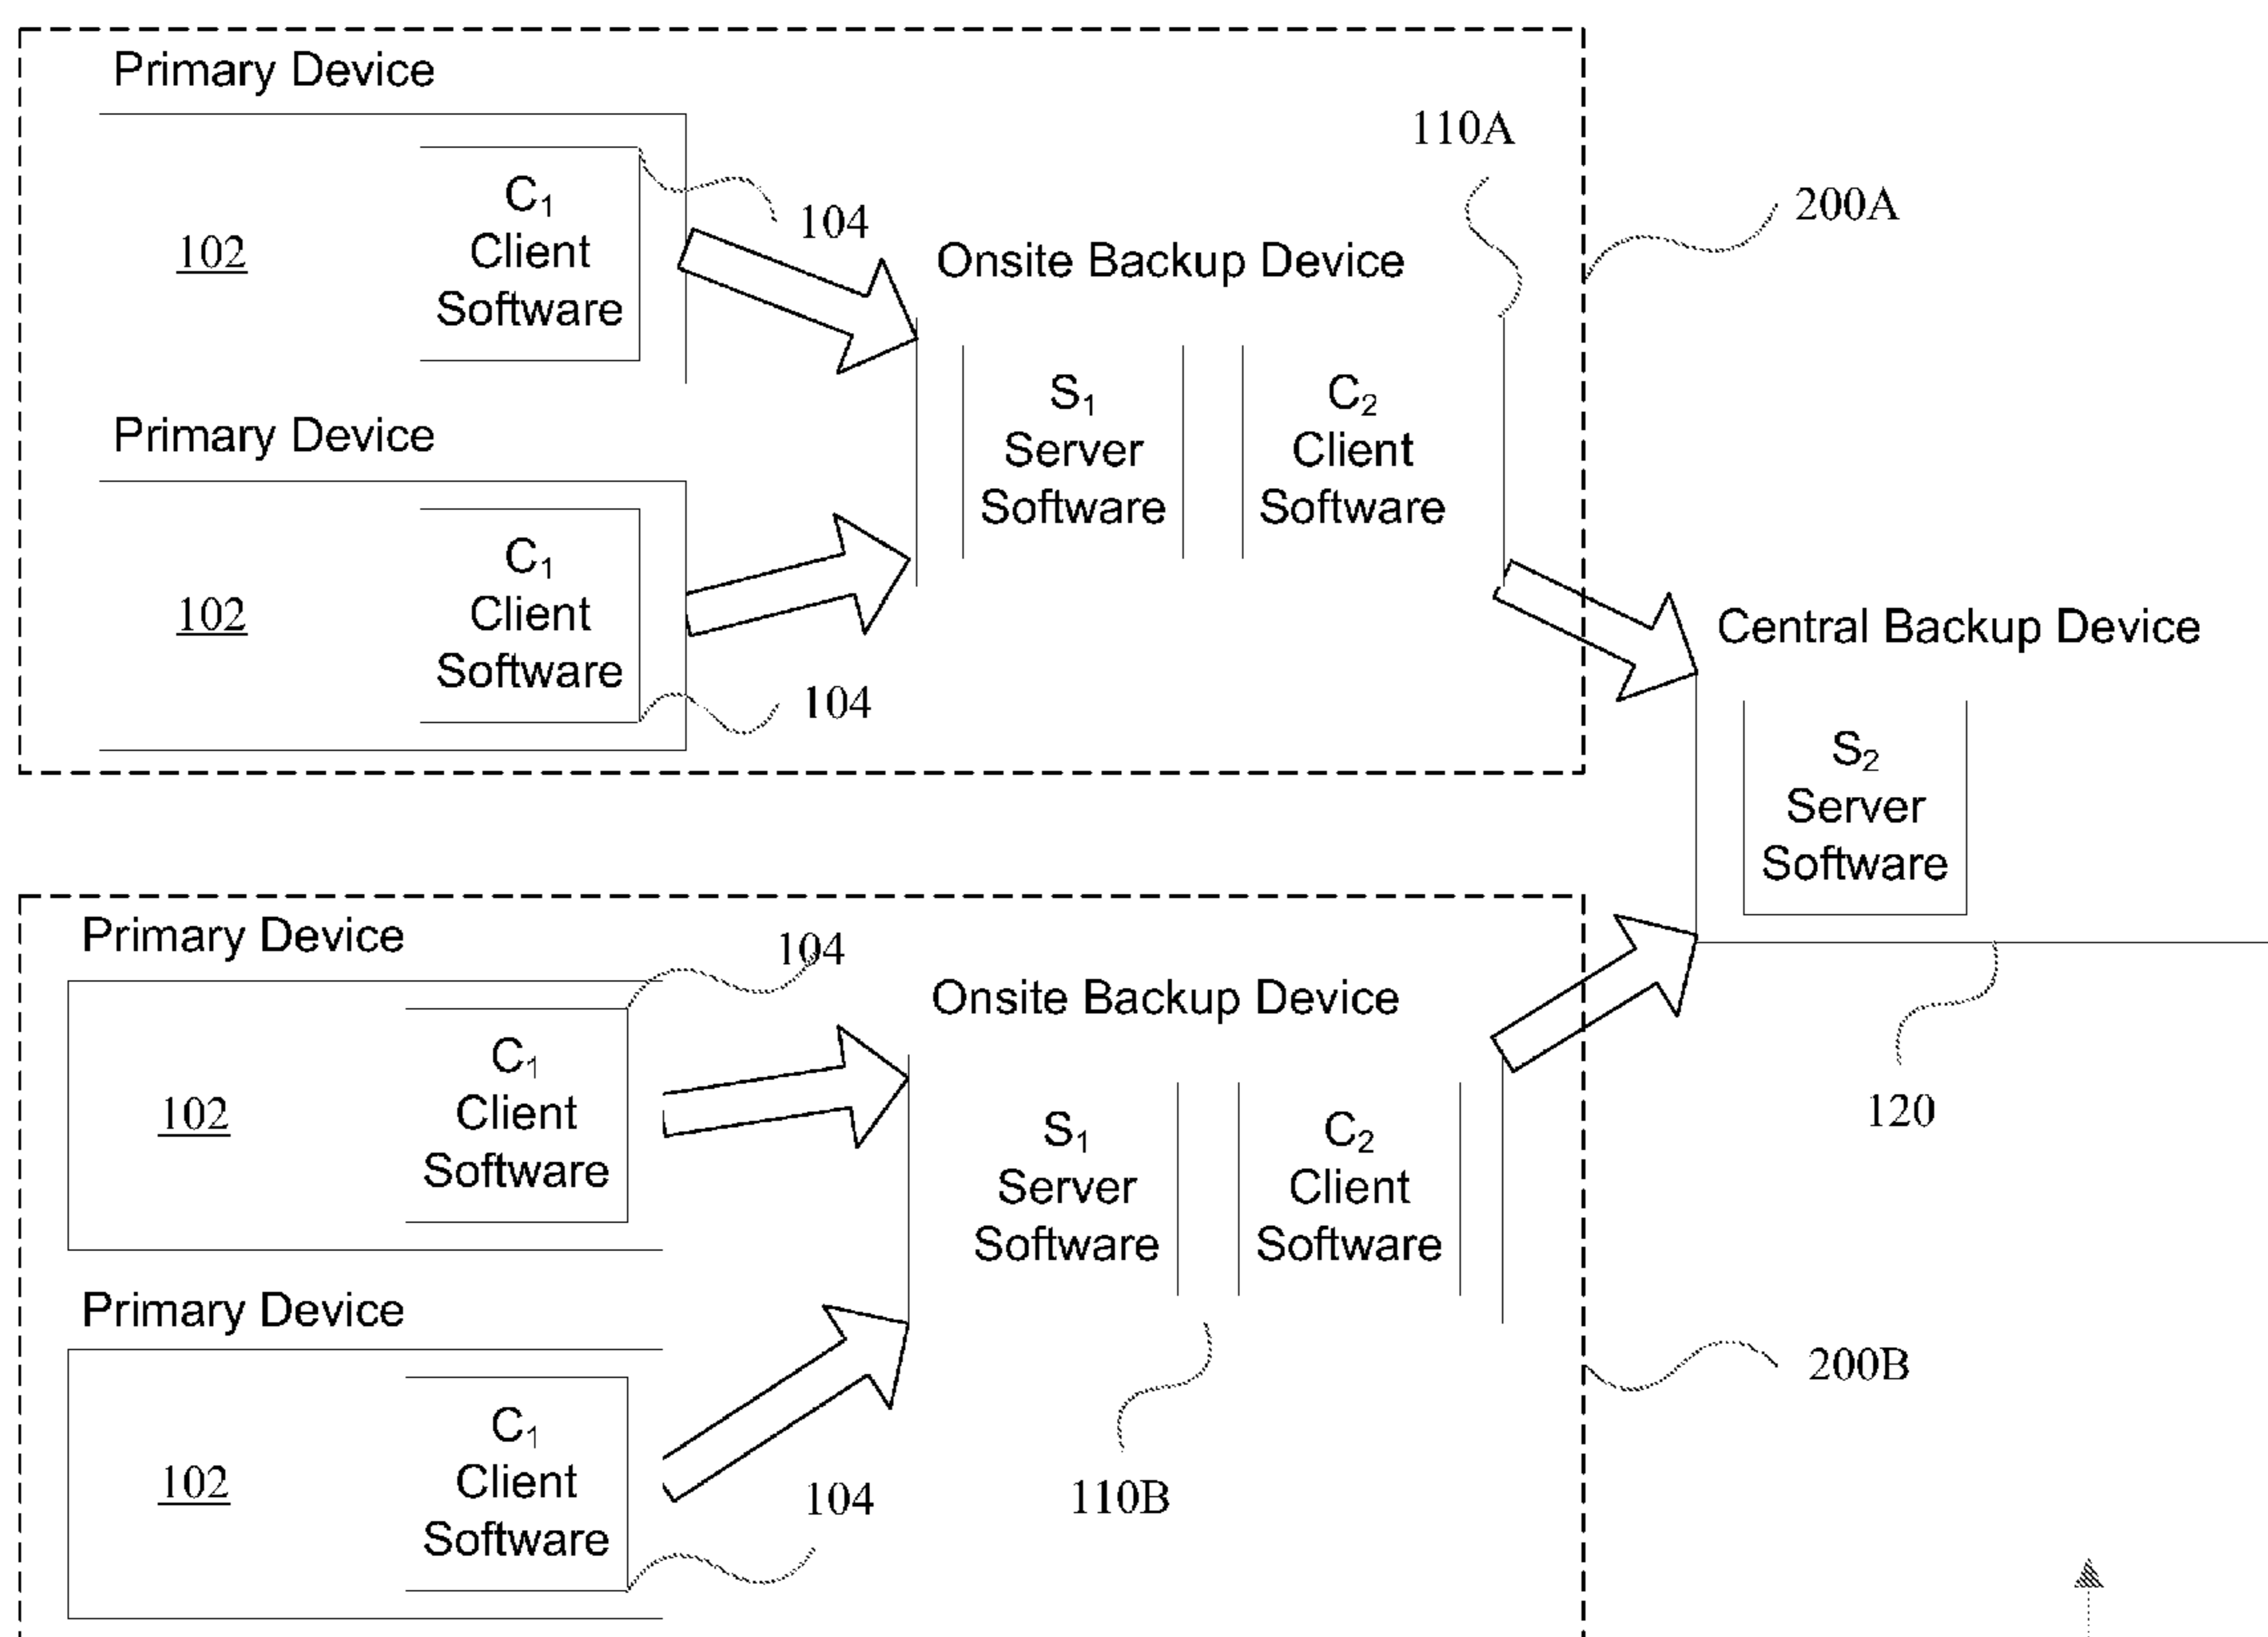 Primary Device
C₁
Client
Software
102
104
Primary Device
C₁
Client
Software
102
104
110A
200A
Onsite Backup Device
S₁
Server
Software
C₂
Client
Software
Central Backup Device
S₂
Server
Software
120
Primary Device
104
C₁
Client
Software
102
Primary Device
C₁
Client
Software
102
104
Onsite Backup Device
S₁
Server
Software
C₂
Client
Software
110B
200B